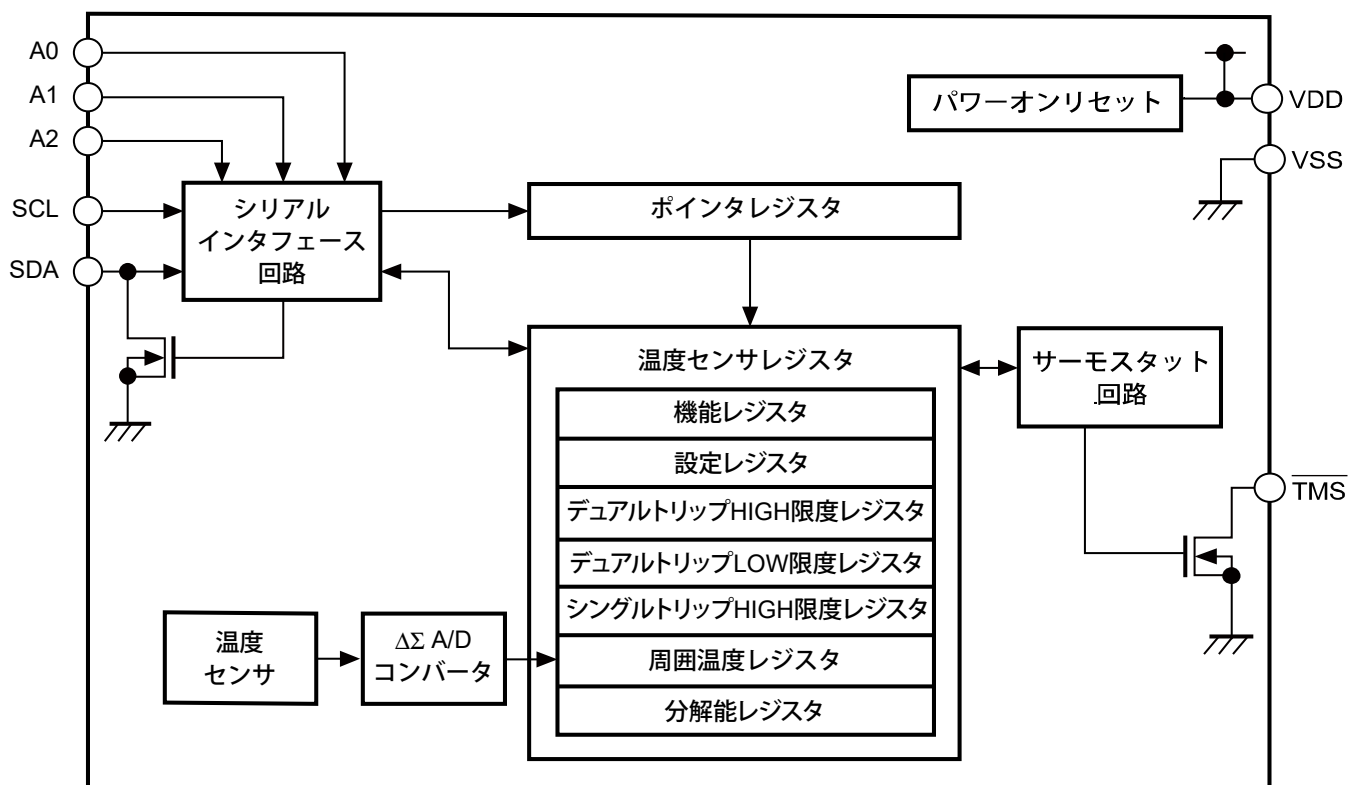 A0
A1
A2
SCL
SDA
シリアル
インタフェース
回路
ポインタレジスタ
パワーオンリセット
VDD
VSS
温度センサレジスタ
機能レジスタ
設定レジスタ
デュアルトリップHIGH限度レジスタ
デュアルトリップLOW限度レジスタ
シングルトリップHIGH限度レジスタ
周囲温度レジスタ
分解能レジスタ
サーモスタット
回路
TMS
温度
センサ
ΔΣ A/D
コンバータ